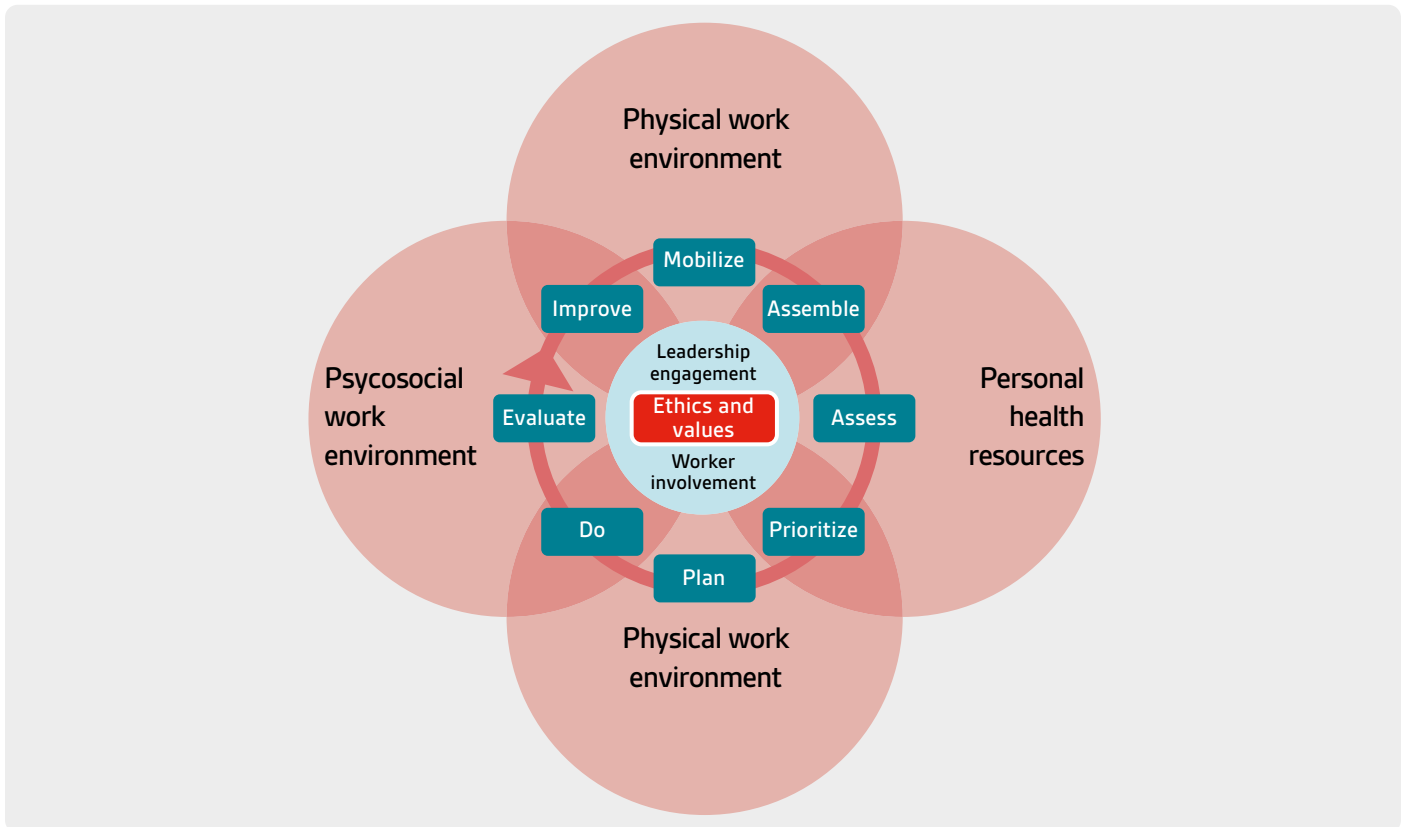 Physical work
environment
Mobilize
Improve
Assemble
Leadership
engagement
Psycosocial
work
environment
Personal
health
resources
Evaluate
Ethics and
values
Assess
Worker
involvement
Do
Prioritize
Plan
Physical work
environment